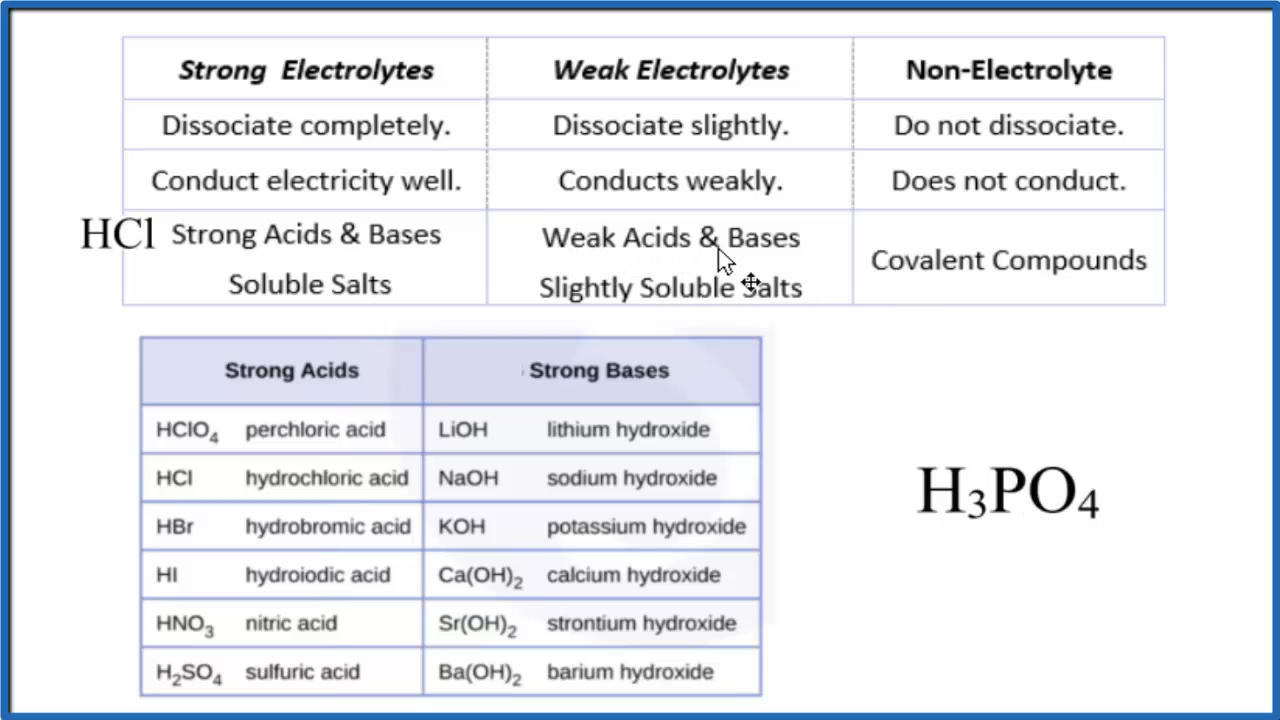 Strong Electrolytes Weak Electrolytes Non-Electrolyte
Dissociate completely. Dissociate slightly. Do not dissociate.
Conduct electricity well. Conducts weakly. Does not conduct.
HCl Strong Acids & Bases Weak Acids & Bases
Covalent Compounds
Soluble Salts Slightly Soluble Salts
Strong Acids Strong Bases
HClO₄ perchloric acid LiOH lithium hydroxide
HCl hydrochloric acid NaOH sodium hydroxide
HBr hydrobromic acid KOH potassium hydroxide
HI hydroiodic acid Ca(OH)₂ calcium hydroxide
HNO₃ nitric acid Sr(OH)₂ strontium hydroxide
H₂SO₄ sulfuric acid Ba(OH)₂ barium hydroxide
H₃PO₄